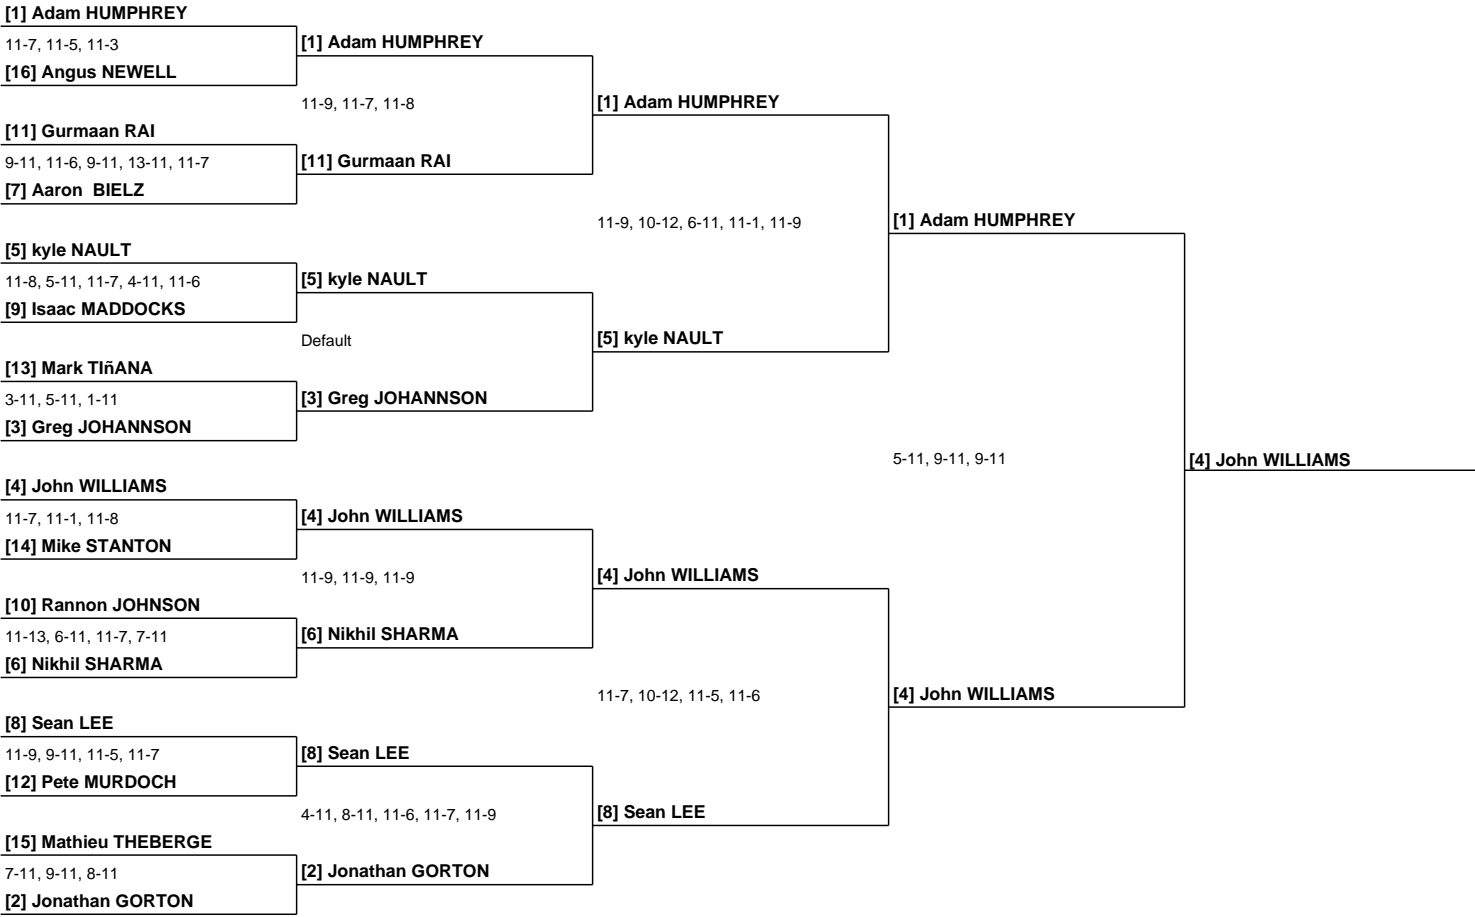 [1] Adam HUMPHREY
11-7, 11-5, 11-3
[16] Angus NEWELL
[11] Gurmaan RAI
9-11, 11-6, 9-11, 13-11, 11-7
[7] Aaron  BIELZ
[5] kyle NAULT
11-8, 5-11, 11-7, 4-11, 11-6
[9] Isaac MADDOCKS
[13] Mark TIñANA
3-11, 5-11, 1-11
[3] Greg JOHANNSON
[4] John WILLIAMS
11-7, 11-1, 11-8
[14] Mike STANTON
[10] Rannon JOHNSON
11-13, 6-11, 11-7, 7-11
[6] Nikhil SHARMA
[8] Sean LEE
11-9, 9-11, 11-5, 11-7
[12] Pete MURDOCH
[15] Mathieu THEBERGE
7-11, 9-11, 8-11
[2] Jonathan GORTON
[1] Adam HUMPHREY
11-9, 11-7, 11-8
[11] Gurmaan RAI
[5] kyle NAULT
Default
[3] Greg JOHANNSON
[4] John WILLIAMS
11-9, 11-9, 11-9
[6] Nikhil SHARMA
[8] Sean LEE
4-11, 8-11, 11-6, 11-7, 11-9
[2] Jonathan GORTON
[1] Adam HUMPHREY
11-9, 10-12, 6-11, 11-1, 11-9
[5] kyle NAULT
[4] John WILLIAMS
11-7, 10-12, 11-5, 11-6
[8] Sean LEE
[1] Adam HUMPHREY
5-11, 9-11, 9-11
[4] John WILLIAMS
[4] John WILLIAMS